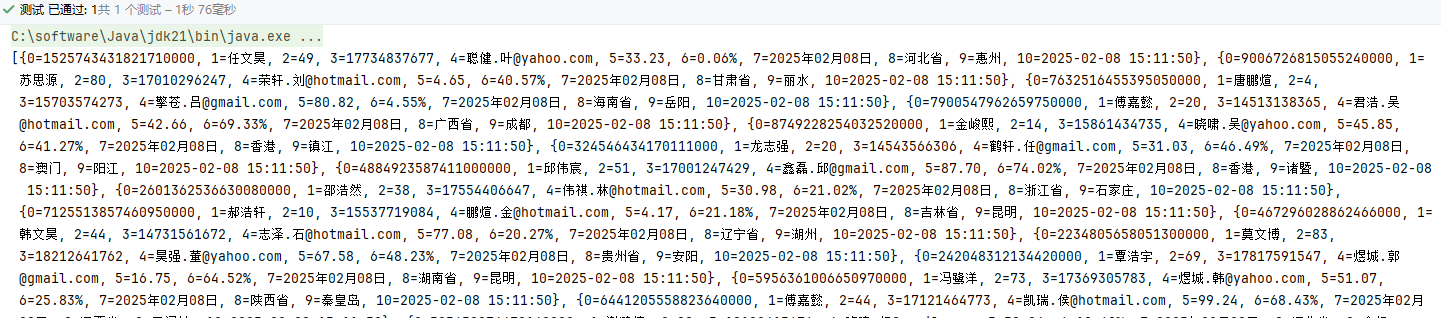 测试 已通过: 1共 1 个测试 – 1秒 76毫秒
C:\software\Java\jdk21\bin\java.exe ...
[{0=1525743431821710000, 1=任文昊, 2=49, 3=17734837677, 4=聪健.叶@yahoo.com, 5=33.23, 6=0.06%, 7=2025年02月08日, 8=河北省, 9=惠州, 10=2025-02-08 15:11:50}, {0=9006726815055240000, 1=
苏思源, 2=80, 3=17010296247, 4=荣轩.刘@hotmail.com, 5=4.65, 6=40.57%, 7=2025年02月08日, 8=甘肃省, 9=丽水, 10=2025-02-08 15:11:50}, {0=7632516455395050000, 1=唐鹏煊, 2=4,
3=15703574273, 4=擎苍.吕@gmail.com, 5=80.82, 6=4.55%, 7=2025年02月08日, 8=海南省, 9=岳阳, 10=2025-02-08 15:11:50}, {0=7900547962659750000, 1=傅嘉懿, 2=20, 3=14513138365, 4=君浩.吴
@hotmail.com, 5=42.66, 6=69.33%, 7=2025年02月08日, 8=广西省, 9=成都, 10=2025-02-08 15:11:50}, {0=8749228254032520000, 1=金峻熙, 2=14, 3=15861434735, 4=晓啸.吴@yahoo.com, 5=45.85,
6=41.27%, 7=2025年02月08日, 8=香港, 9=镇江, 10=2025-02-08 15:11:50}, {0=324546434170111000, 1=龙志强, 2=20, 3=14543566306, 4=鹤轩.任@gmail.com, 5=31.03, 6=46.49%, 7=2025年02月08日,
8=澳门, 9=阳江, 10=2025-02-08 15:11:50}, {0=4884923587411000000, 1=邱伟宸, 2=51, 3=17001247429, 4=鑫磊.邱@gmail.com, 5=87.70, 6=74.02%, 7=2025年02月08日, 8=香港, 9=诸暨, 10=2025-02-08
15:11:50}, {0=2601362536630080000, 1=邵浩然, 2=38, 3=17554406647, 4=伟祺.林@hotmail.com, 5=30.98, 6=21.02%, 7=2025年02月08日, 8=浙江省, 9=石家庄, 10=2025-02-08 15:11:50},
{0=7125513857460950000, 1=郝浩轩, 2=10, 3=15537719084, 4=鹏煊.金@hotmail.com, 5=4.17, 6=21.18%, 7=2025年02月08日, 8=吉林省, 9=昆明, 10=2025-02-08 15:11:50}, {0=467296028862466000, 1=
韩文昊, 2=44, 3=14731561672, 4=志泽.石@hotmail.com, 5=77.08, 6=20.27%, 7=2025年02月08日, 8=辽宁省, 9=湖州, 10=2025-02-08 15:11:50}, {0=2234805658051300000, 1=莫文博, 2=83,
3=18212641762, 4=昊强.董@yahoo.com, 5=67.58, 6=48.23%, 7=2025年02月08日, 8=贵州省, 9=安阳, 10=2025-02-08 15:11:50}, {0=242048312134420000, 1=覃浩宇, 2=69, 3=17817591547, 4=煜城.郭
@gmail.com, 5=16.75, 6=64.52%, 7=2025年02月08日, 8=湖南省, 9=昆明, 10=2025-02-08 15:11:50}, {0=5956361006650970000, 1=冯鹭洋, 2=73, 3=17369305783, 4=煜城.韩@yahoo.com, 5=51.07,
6=25.83%, 7=2025年02月08日, 8=陕西省, 9=秦皇岛, 10=2025-02-08 15:11:50}, {0=6441205558823640000, 1=傅嘉懿, 2=44, 3=17121464773, 4=凯瑞.侯@hotmail.com, 5=99.24, 6=68.43%, 7=2025年02月